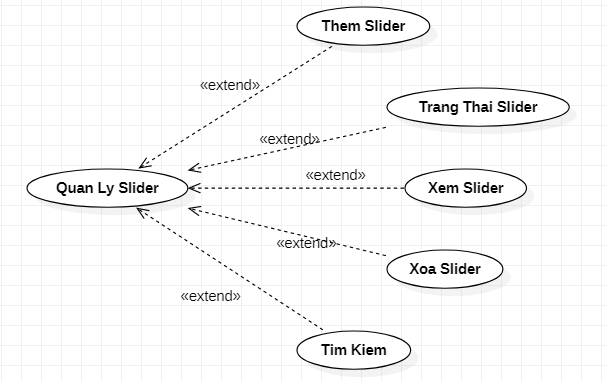 Them Slider
«extend»
Trang Thai Slider
«extend»
«extend»
Quan Ly Slider
Xem Slider
«extend»
Xoa Slider
«extend»
Tim Kiem